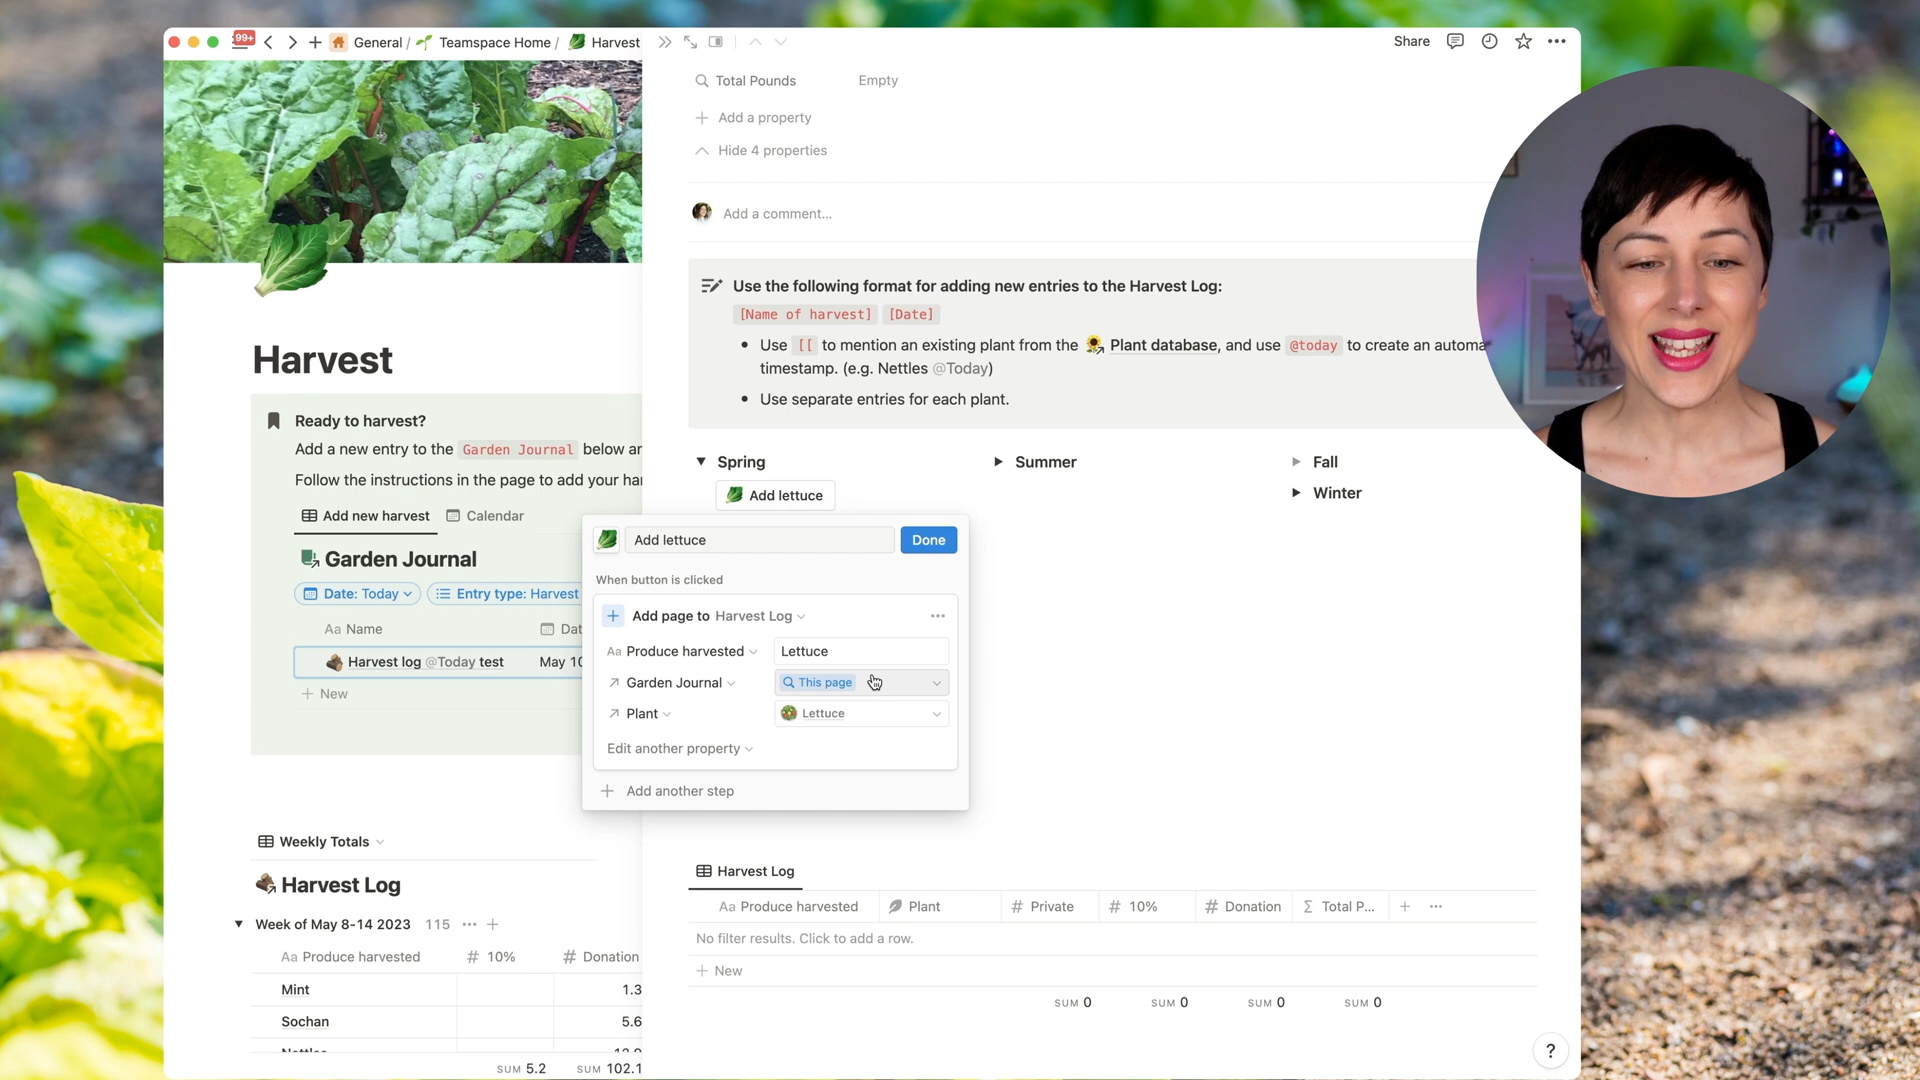 99+
General / Teamspace Home / Harvest
Share
Total Pounds Empty
Add a property
Hide 4 properties
Add a comment...
Use the following format for adding new entries to the Harvest Log:
[Name of harvest] [Date]
Use [[ to mention an existing plant from the Plant database, and use @today to create an automa
timestamp. (e.g. Nettles @Today)
Use separate entries for each plant.
Harvest
Ready to harvest?
Add a new entry to the Garden Journal below an
Follow the instructions in the page to add your ha
Add new harvest Calendar
Garden Journal
Date: Today Entry type: Harvest
Aa Name Dat
Harvest log @Today test May 10
New
Spring Summer Fall
Winter
Add lettuce
Add lettuce Done
When button is clicked
Add page to Harvest Log
Aa Produce harvested Lettuce
Garden Journal This page
Plant Lettuce
Edit another property
Add another step
Weekly Totals
Harvest Log
Week of May 8-14 2023 115
Aa Produce harvested # 10% # Donation
Mint 1.3
Sochan 5.6
Nettles
SUM 5.2 SUM 102.1
Harvest Log
Aa Produce harvested Plant # Private # 10% # Donation Σ Total P...
No filter results. Click to add a row.
New
SUM 0 SUM 0 SUM 0 SUM 0
?